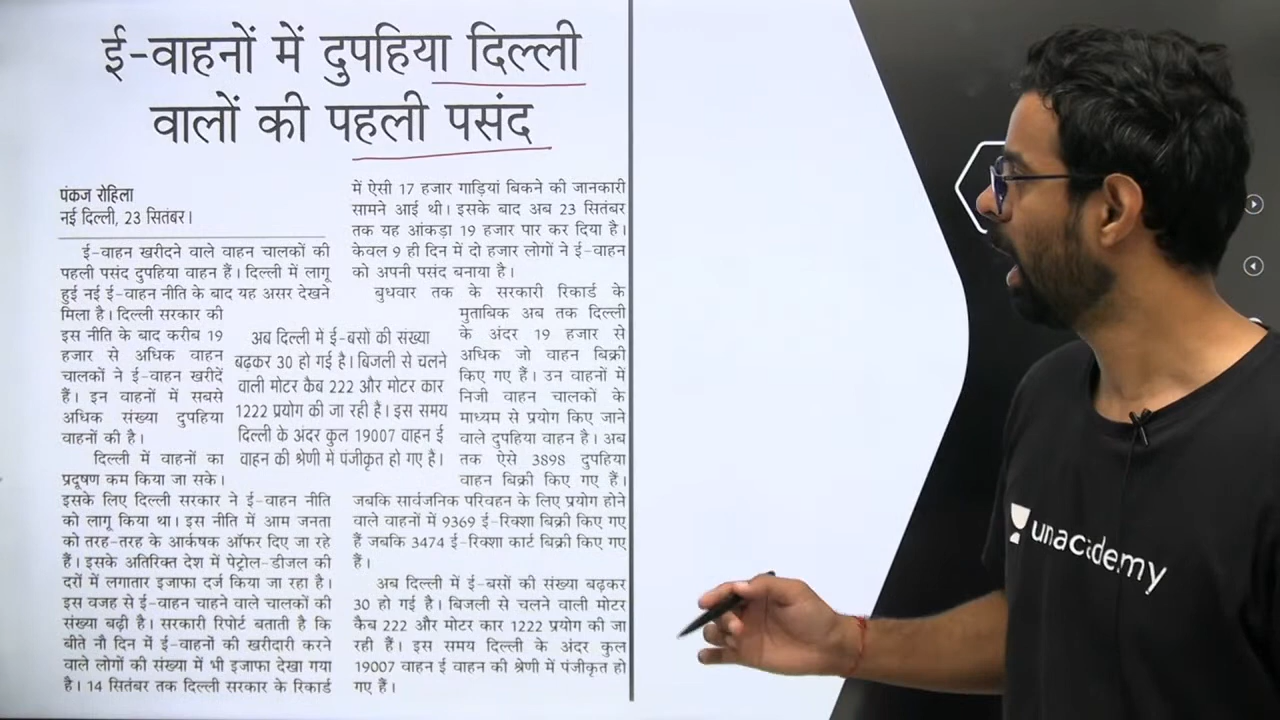 ई-वाहनों में दुपहिया दिल्ली
वालों की पहली पसंद
पंकज रोहिला
नई दिल्ली, 23 सितंबर।
ई-वाहन खरीदने वाले वाहन चालकों की
पहली पसंद दुपहिया वाहन हैं। दिल्ली में लागू
हुई नई ई-वाहन नीति के बाद यह असर देखने
मिला है। दिल्ली सरकार की
इस नीति के बाद करीब 19
हजार से अधिक वाहन
चालकों ने ई-वाहन खरीदें
हैं। इन वाहनों में सबसे
अधिक संख्या दुपहिया
वाहनों की है।
दिल्ली में वाहनों का
प्रदूषण कम किया जा सके।
इसके लिए दिल्ली सरकार ने ई-वाहन नीति
को लागू किया था। इस नीति में आम जनता
को तरह-तरह के आर्कषक ऑफर दिए जा रहे
हैं। इसके अतिरिक्त देश में पेट्रोल-डीजल की
दरों में लगातार इजाफा दर्ज किया जा रहा है।
इस वजह से ई-वाहन चाहने वाले चालकों की
संख्या बढ़ी है। सरकारी रिपोर्ट बताती है कि
बीते नौ दिन में ई-वाहनों की खरीदारी करने
वाले लोगों की संख्या में भी इजाफा देखा गया
है। 14 सितंबर तक दिल्ली सरकार के रिकार्ड
अब दिल्ली में ई-बसों की संख्या
बढ़कर 30 हो गई है। बिजली से चलने
वाली मोटर कैब 222 और मोटर कार
1222 प्रयोग की जा रही हैं। इस समय
दिल्ली के अंदर कुल 19007 वाहन ई
वाहन की श्रेणी में पंजीकृत हो गए है।
में ऐसी 17 हजार गाड़ियां बिकने की जानकारी
सामने आई थी। इसके बाद अब 23 सितंबर
तक यह आंकड़ा 19 हजार पार कर दिया है।
केवल 9 ही दिन में दो हजार लोगों ने ई-वाहन
को अपनी पसंद बनाया है।
बुधवार तक के सरकारी रिकार्ड के
मुताबिक अब तक दिल्ली
के अंदर 19 हजार से
अधिक जो वाहन बिक्री
किए गए हैं। उन वाहनों में
निजी वाहन चालकों के
माध्यम से प्रयोग किए जाने
वाले दुपहिया वाहन है। अब
तक ऐसे 3898 दुपहिया
वाहन बिक्री किए गए हैं।
जबकि सार्वजनिक परिवहन के लिए प्रयोग होने
वाले वाहनों में 9369 ई-रिक्शा बिक्री किए गए
हैं जबकि 3474 ई-रिक्शा कार्ट बिक्री किए गए
हैं।
अब दिल्ली में ई-बसों की संख्या बढ़कर
30 हो गई है। बिजली से चलने वाली मोटर
कैब 222 और मोटर कार 1222 प्रयोग की जा
रही हैं। इस समय दिल्ली के अंदर कुल
19007 वाहन ई वाहन की श्रेणी में पंजीकृत हो
गए है।
unacademy